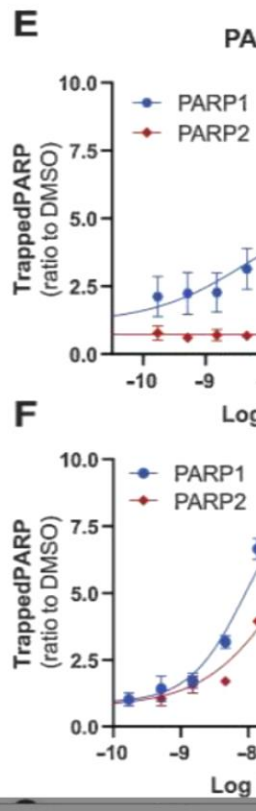 E
PA
10.0
PARP1
PARP2
7.5
5.0
2.5
0.0
TrappedPARP
(ratio to DMSO)
-10 -9
Log
F
10.0
PARP1
PARP2
7.5
5.0
2.5
0.0
TrappedPARP
(ratio to DMSO)
-10 -9 -8
Log